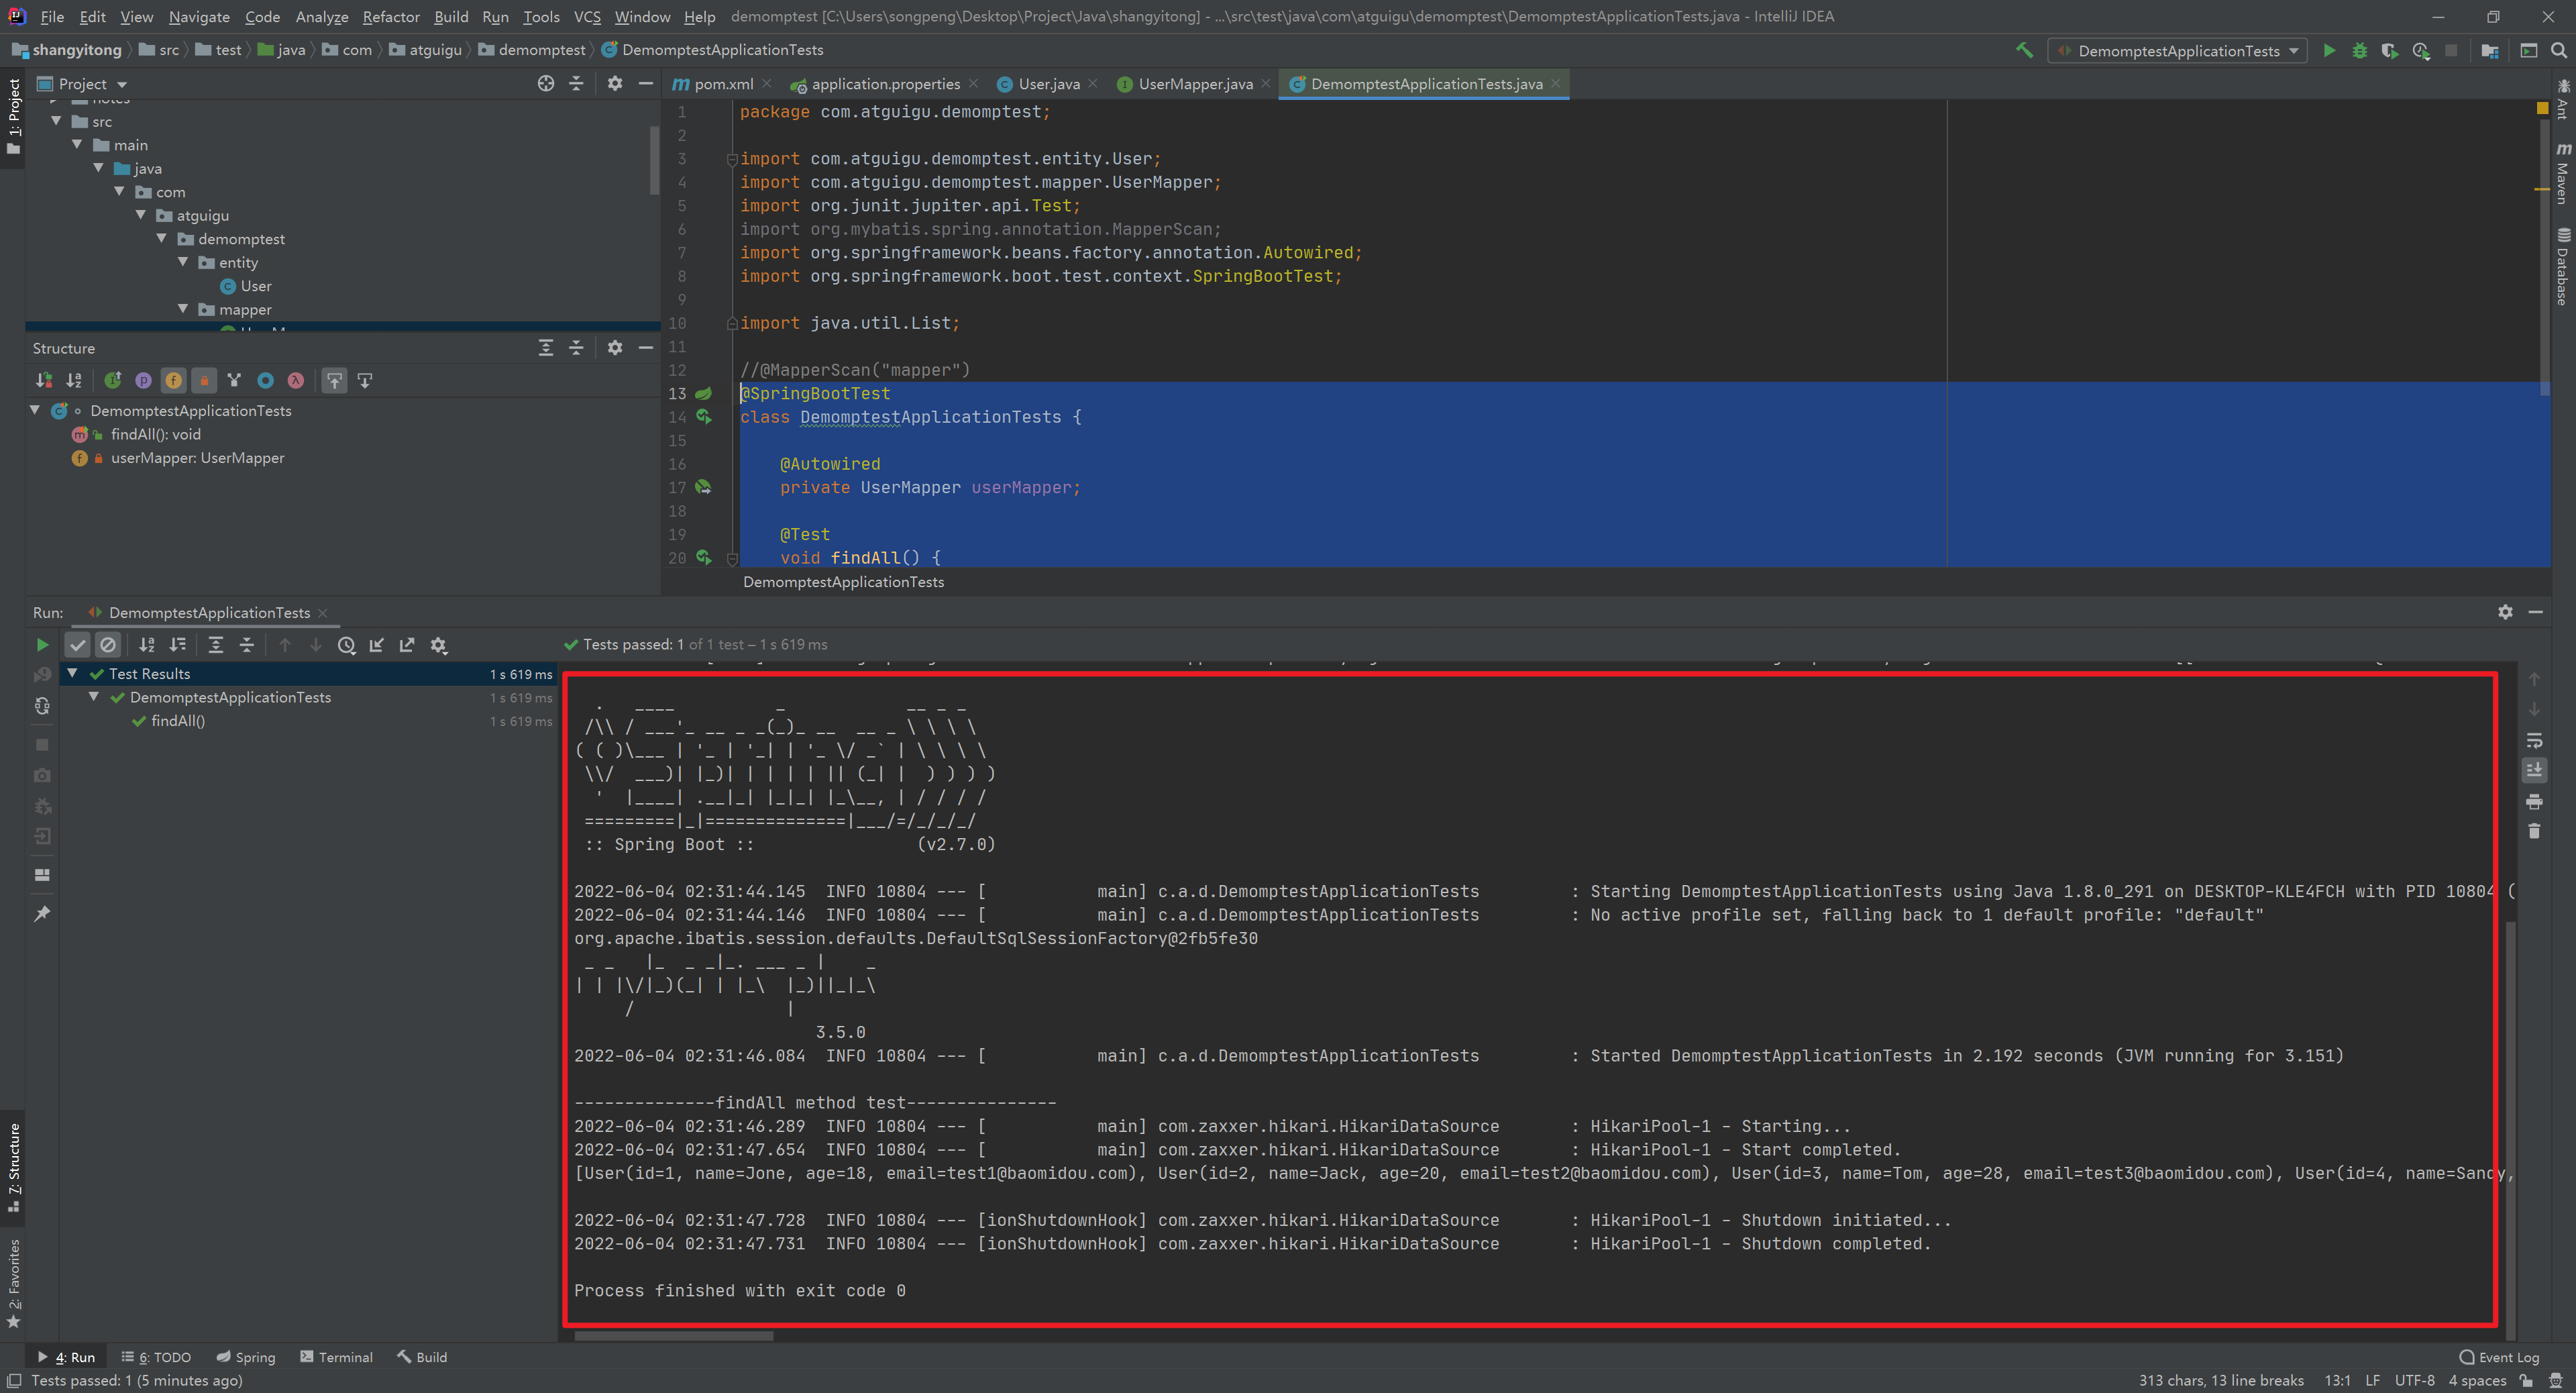 File Edit View Navigate Code Analyze Refactor Build Run Tools VCS Window Help demomptest [C:\Users\songpeng\Desktop\Project\Java\shangyitong] - ...\src\test\java\com\atguigu\demomptest\DemomptestApplicationTests.java - IntelliJ IDEA
shangyitong src test java com atguigu demomptest DemomptestApplicationTests
DemomptestApplicationTests
1: Project
Project
notes
src
main
java
com
atguigu
demomptest
entity
User
mapper
Structure
DemomptestApplicationTests
findAll(): void
userMapper: UserMapper
pom.xml application.properties User.java UserMapper.java DemomptestApplicationTests.java
1 package com.atguigu.demomptest;
2
3 import com.atguigu.demomptest.entity.User;
4 import com.atguigu.demomptest.mapper.UserMapper;
5 import org.junit.jupiter.api.Test;
6 import org.mybatis.spring.annotation.MapperScan;
7 import org.springframework.beans.factory.annotation.Autowired;
8 import org.springframework.boot.test.context.SpringBootTest;
9
10 import java.util.List;
11
12 //@MapperScan("mapper")
13 @SpringBootTest
14 class DemomptestApplicationTests {
15
16 @Autowired
17 private UserMapper userMapper;
18
19 @Test
20 void findAll() {
DemomptestApplicationTests
Ant
Maven
Database
Run: DemomptestApplicationTests
Tests passed: 1 of 1 test – 1 s 619 ms
Test Results 1 s 619 ms
DemomptestApplicationTests 1 s 619 ms
findAll() 1 s 619 ms
  .   ____          _            __ _ _
 /\\ / ___'_ __ _ _(_)_ __  __ _ \ \ \ \
( ( )\___ | '_ | '_| | '_ \/ _` | \ \ \ \
 \\/  ___)| |_)| | | | | || (_| |  ) ) ) )
  '  |____| .__|_| |_|_| |_\__, | / / / /
 =========|_|==============|___/=/_/_/_/
 :: Spring Boot ::                (v2.7.0)
2022-06-04 02:31:44.145  INFO 10804 --- [           main] c.a.d.DemomptestApplicationTests         : Starting DemomptestApplicationTests using Java 1.8.0_291 on DESKTOP-KLE4FCH with PID 10804 (
2022-06-04 02:31:44.146  INFO 10804 --- [           main] c.a.d.DemomptestApplicationTests         : No active profile set, falling back to 1 default profile: "default"
org.apache.ibatis.session.defaults.DefaultSqlSessionFactory@2fb5fe30
 _ _   |_  _ _|_. ___ _ |    _
| | |\/|_)(_| | |_\  |_)||_|_\
     /               |
                        3.5.0
2022-06-04 02:31:46.084  INFO 10804 --- [           main] c.a.d.DemomptestApplicationTests         : Started DemomptestApplicationTests in 2.192 seconds (JVM running for 3.151)
--------------findAll method test---------------
2022-06-04 02:31:46.289  INFO 10804 --- [           main] com.zaxxer.hikari.HikariDataSource       : HikariPool-1 - Starting...
2022-06-04 02:31:47.654  INFO 10804 --- [           main] com.zaxxer.hikari.HikariDataSource       : HikariPool-1 - Start completed.
[User(id=1, name=Jone, age=18, email=test1@baomidou.com), User(id=2, name=Jack, age=20, email=test2@baomidou.com), User(id=3, name=Tom, age=28, email=test3@baomidou.com), User(id=4, name=Sandy,
2022-06-04 02:31:47.728  INFO 10804 --- [ionShutdownHook] com.zaxxer.hikari.HikariDataSource       : HikariPool-1 - Shutdown initiated...
2022-06-04 02:31:47.731  INFO 10804 --- [ionShutdownHook] com.zaxxer.hikari.HikariDataSource       : HikariPool-1 - Shutdown completed.
Process finished with exit code 0
7: Structure
2: Favorites
4: Run 6: TODO Spring Terminal Build Event Log
Tests passed: 1 (5 minutes ago) 313 chars, 13 line breaks 13:1 LF UTF-8 4 spaces